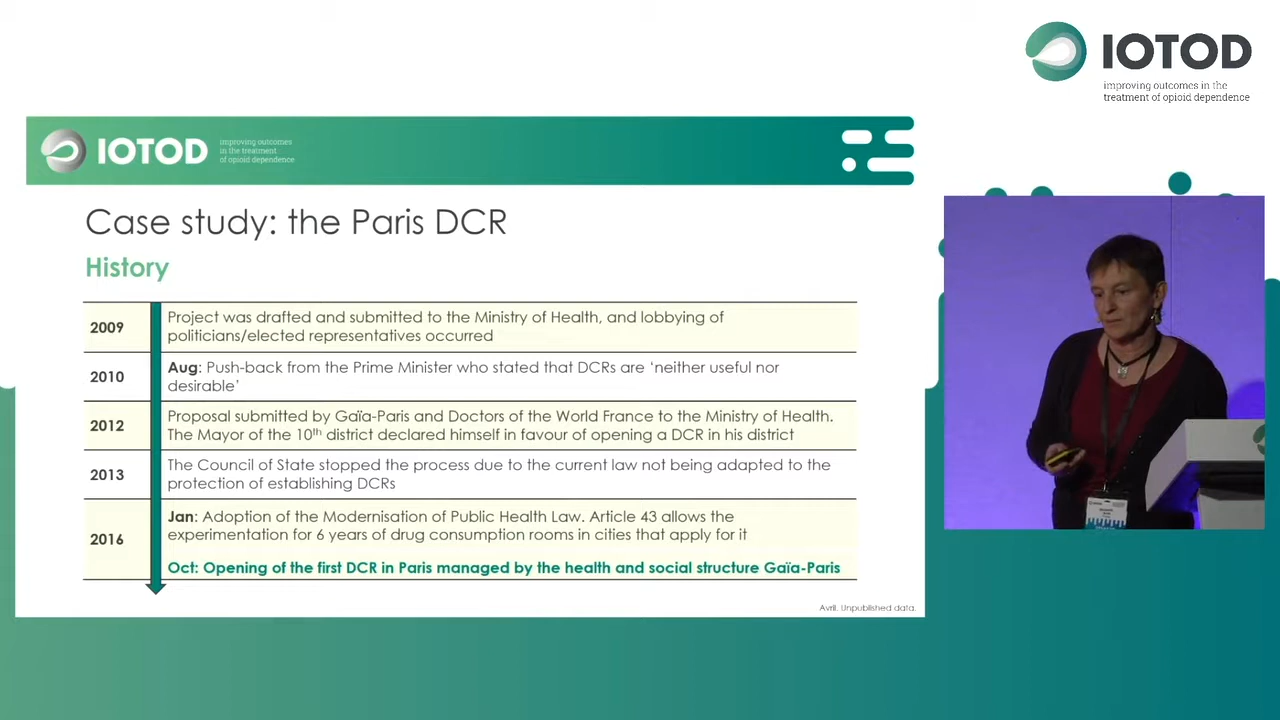 IOTOD
improving outcomes in the
treatment of opioid dependence
IOTOD
improving outcomes
in the treatment
of opioid dependence
Case study: the Paris DCR
History
2009
Project was drafted and submitted to the Ministry of Health, and lobbying of
politicians/elected representatives occurred
2010
Aug: Push-back from the Prime Minister who stated that DCRs are ‘neither useful nor
desirable’
2012
Proposal submitted by Gaïa-Paris and Doctors of the World France to the Ministry of Health.
The Mayor of the 10th district declared himself in favour of opening a DCR in his district
2013
The Council of State stopped the process due to the current law not being adapted to the
protection of establishing DCRs
2016
Jan: Adoption of the Modernisation of Public Health Law. Article 43 allows the
experimentation for 6 years of drug consumption rooms in cities that apply for it
Oct: Opening of the first DCR in Paris managed by the health and social structure Gaïa-Paris
Avril. Unpublished data.